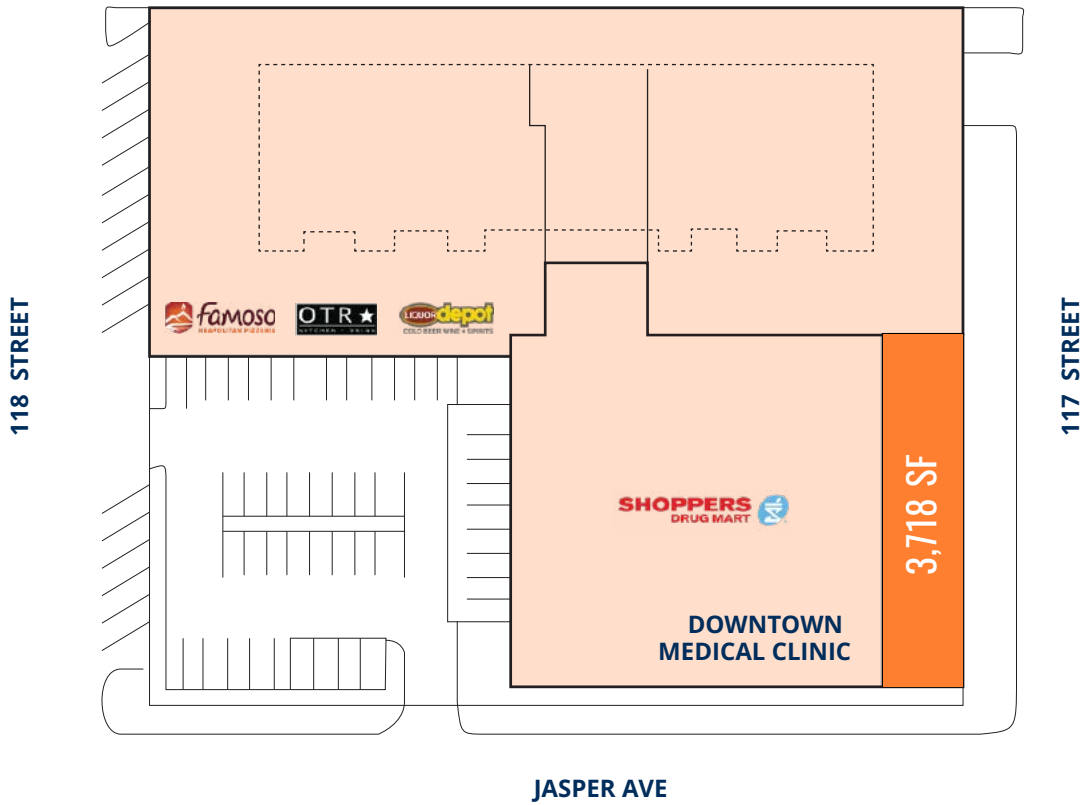 118 STREET
famoso
NEAPOLITAN PIZZERIA
OTR
KITCHEN + DRINK
LIQUOR depot
COLD BEER WINE + SPIRITS
117 STREET
3,718 SF
SHOPPERS
DRUG MART
DOWNTOWN
MEDICAL CLINIC
JASPER AVE